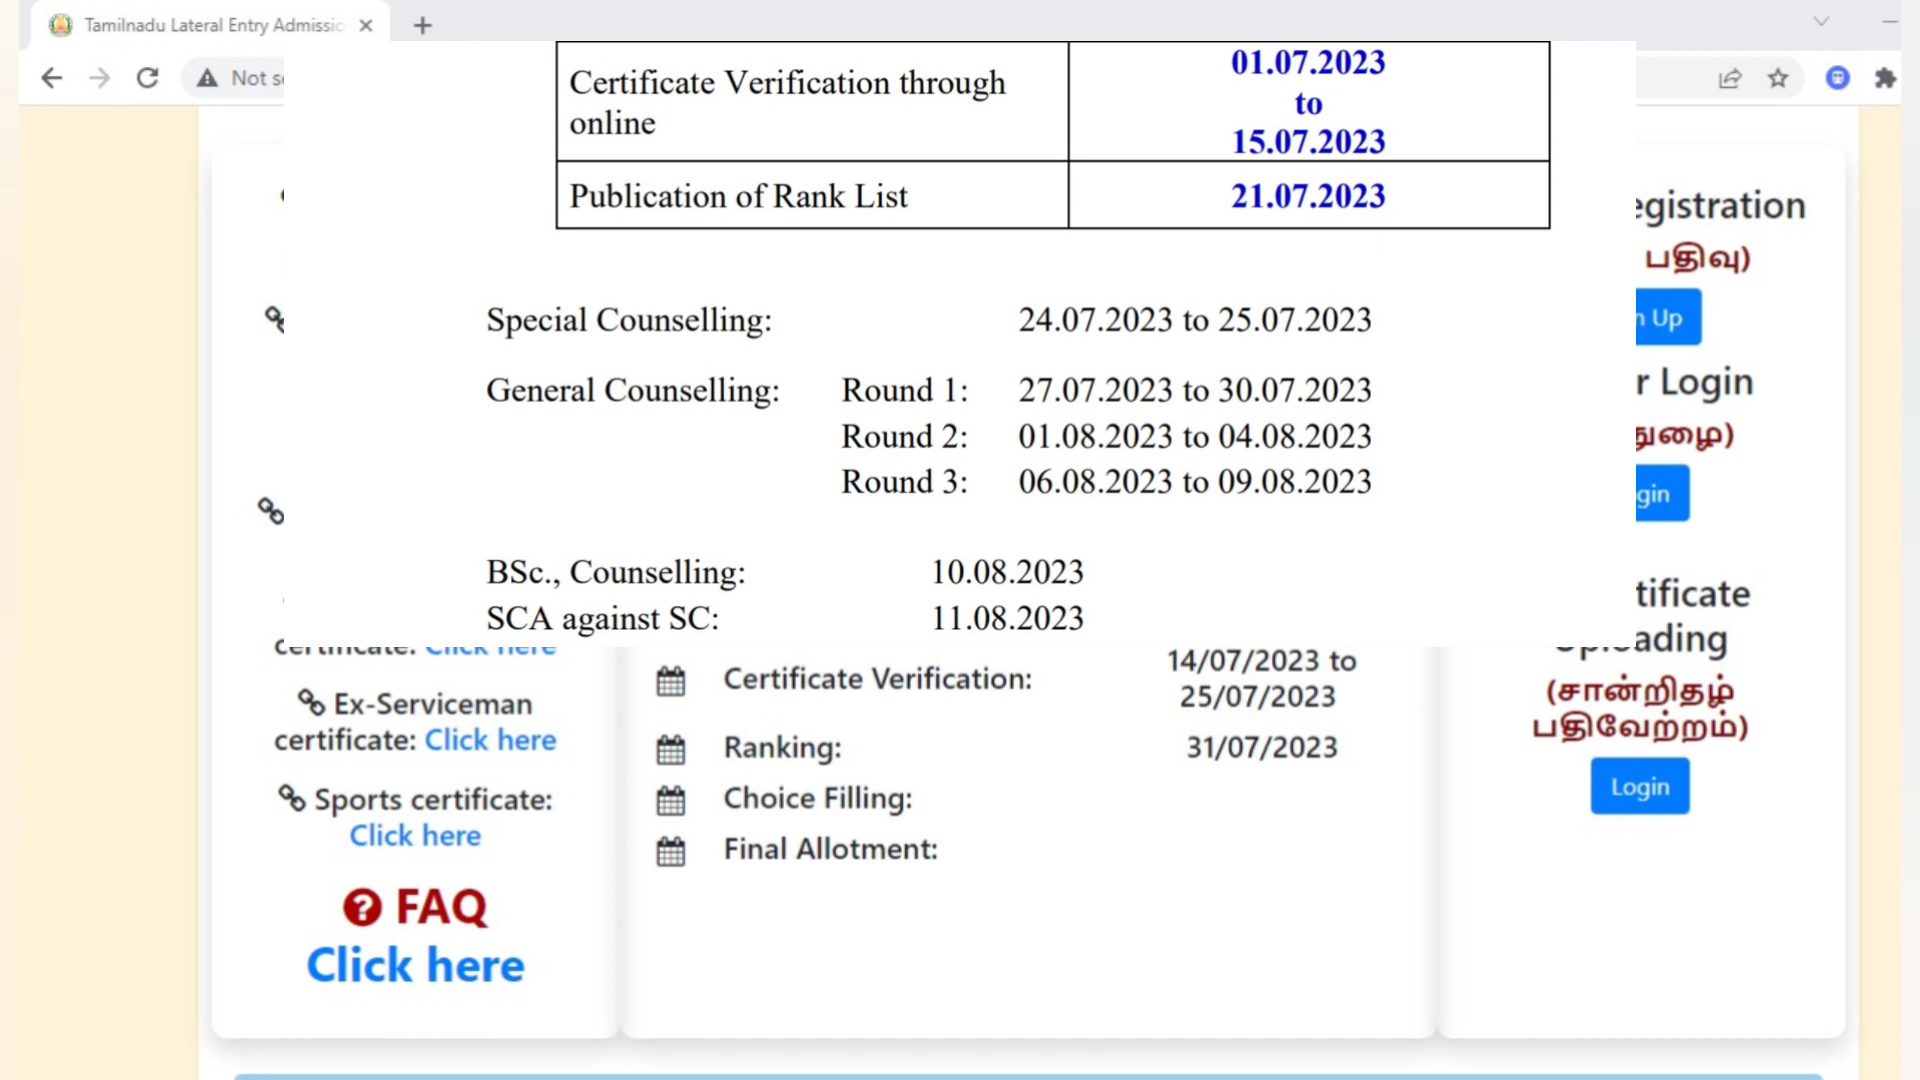 Tamilnadu Lateral Entry Admissic
Not s
Certificate Verification through
online
01.07.2023
to
15.07.2023
Publication of Rank List
21.07.2023
Special Counselling:
24.07.2023 to 25.07.2023
General Counselling:
Round 1:
27.07.2023 to 30.07.2023
Round 2:
01.08.2023 to 04.08.2023
Round 3:
06.08.2023 to 09.08.2023
BSc., Counselling:
10.08.2023
SCA against SC:
11.08.2023
certificate: Click here
Ex-Serviceman
certificate: Click here
Sports certificate:
Click here
FAQ
Click here
Certificate Verification:
14/07/2023 to
25/07/2023
Ranking:
31/07/2023
Choice Filling:
Final Allotment:
egistration
பதிவு)
n Up
r Login
நுழை)
gin
tificate
ading
(சான்றிதழ்
பதிவேற்றம்)
Login